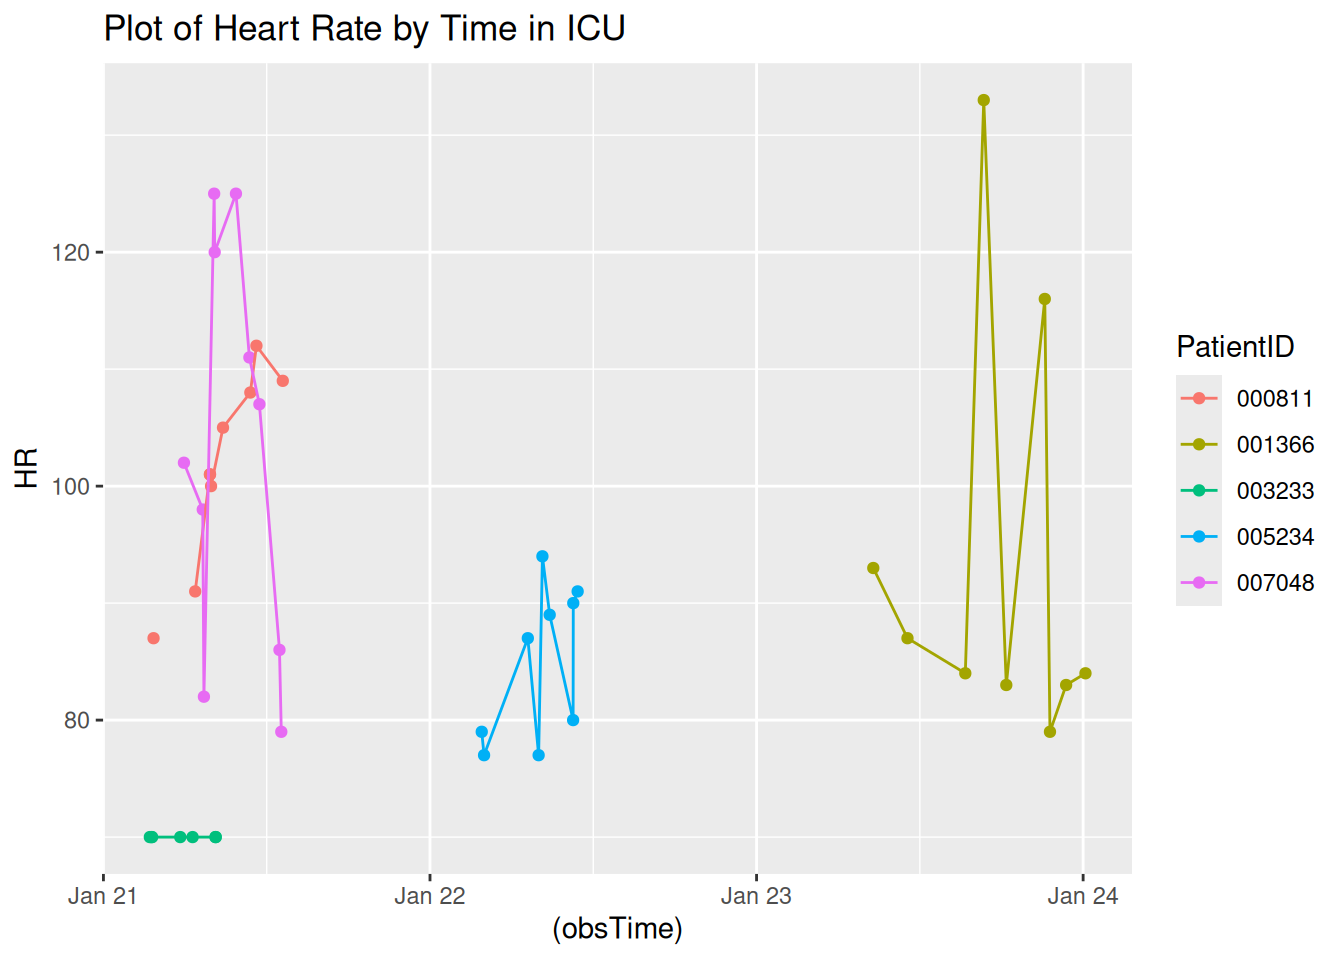 Plot of Heart Rate by Time in ICU
HR
120
100
80
Jan 21
Jan 22
Jan 23
Jan 24
(obsTime)
PatientID
000811
001366
003233
005234
007048